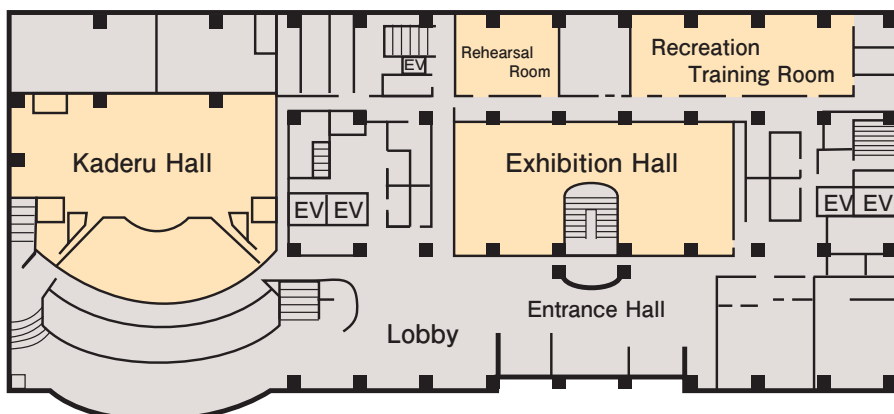 Rehearsal
Room
Recreation
Training Room
EV
Kaderu Hall
Exhibition Hall
EV EV
EV EV
Entrance Hall
Lobby